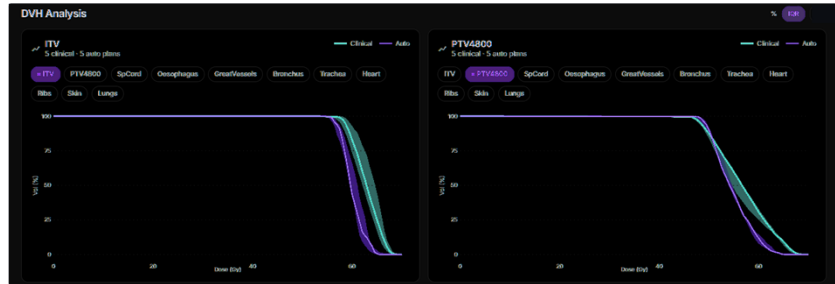 DVH Analysis
%
ITV
5 clinical · 5 auto plans
Clinical
Auto
× ITV
PTV4800
SpCord
Oesophagus
GreatVessels
Bronchus
Trachea
Heart
Ribs
Skin
Lungs
100
75
50
25
0
Vol (%)
0
20
40
60
Dose (Gy)
PTV4800
5 clinical · 5 auto plans
Clinical
Auto
ITV
× PTV4800
SpCord
Oesophagus
GreatVessels
Bronchus
Trachea
Heart
Ribs
Skin
Lungs
100
75
50
25
0
Vol (%)
0
20
40
60
Dose (Gy)